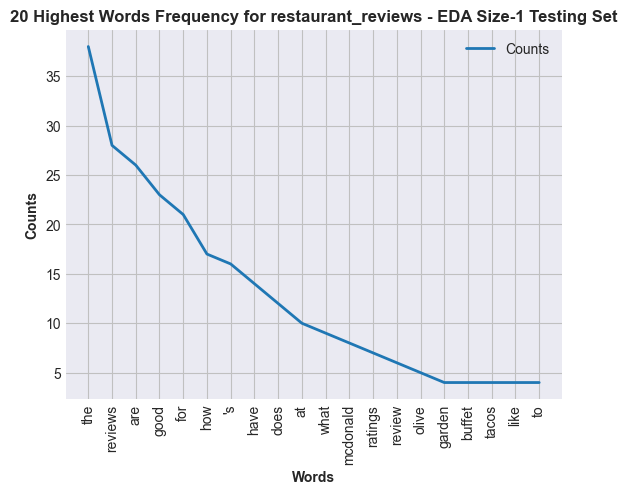 20 Highest Words Frequency for restaurant_reviews - EDA Size-1 Testing Set
Counts
Counts
35
30
25
20
15
10
5
the
reviews
are
good
for
how
's
have
does
at
what
mcdonald
ratings
review
olive
garden
buffet
tacos
like
to
Words